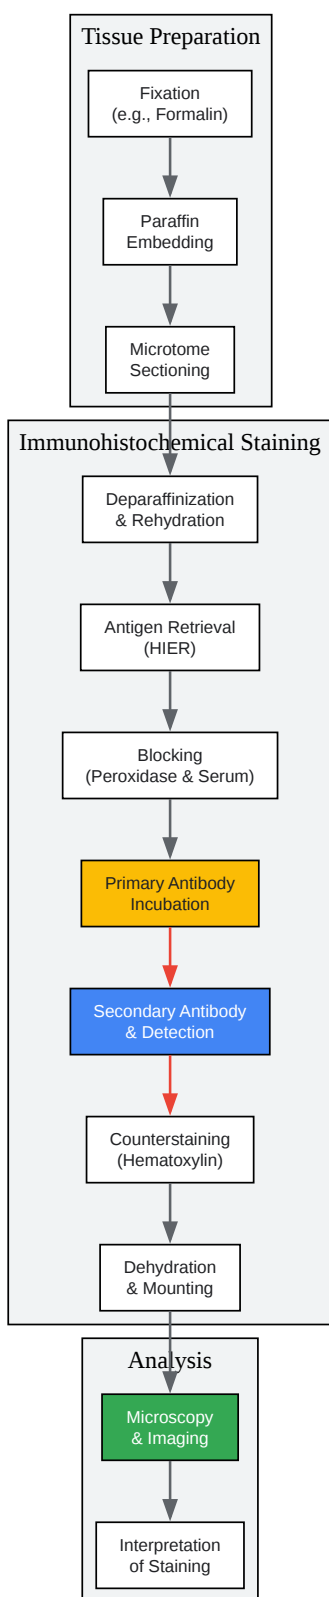 Tissue Preparation
Fixation
(e.g., Formalin)
Paraffin
Embedding
Microtome
Sectioning
Immunohistochemical Staining
Deparaffinization
& Rehydration
Antigen Retrieval
(HIER)
Blocking
(Peroxidase & Serum)
Primary Antibody
Incubation
Secondary Antibody
& Detection
Counterstaining
(Hematoxylin)
Dehydration
& Mounting
Analysis
Microscopy
& Imaging
Interpretation
of Staining